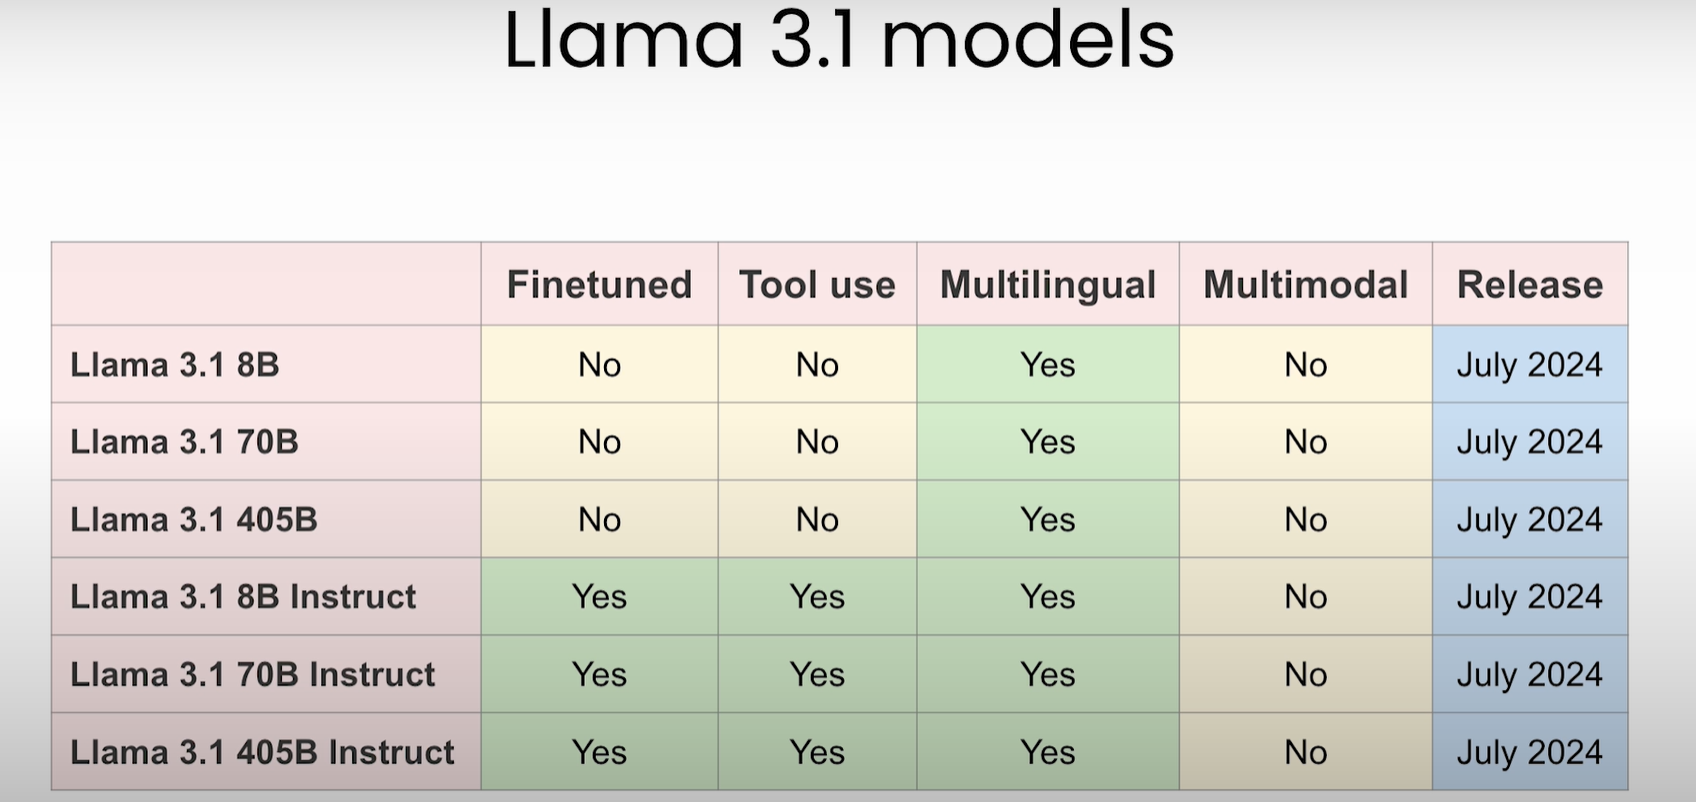 Llama 3.1 models
Finetuned Tool use Multilingual Multimodal Release
Llama 3.1 8B No No Yes No July 2024
Llama 3.1 70B No No Yes No July 2024
Llama 3.1 405B No No Yes No July 2024
Llama 3.1 8B Instruct Yes Yes Yes No July 2024
Llama 3.1 70B Instruct Yes Yes Yes No July 2024
Llama 3.1 405B Instruct Yes Yes Yes No July 2024